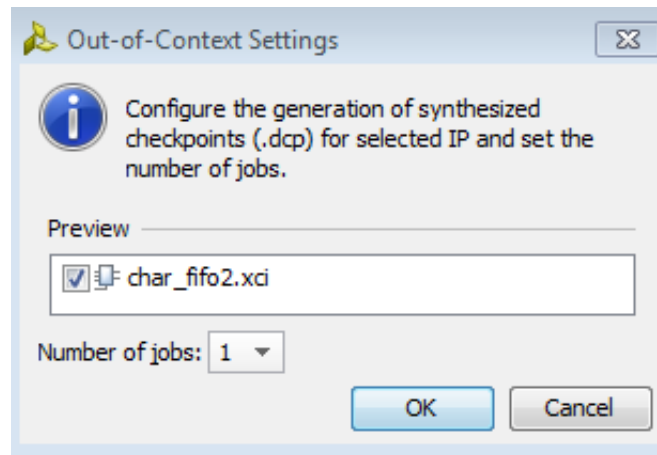 Out-of-Context Settings
Configure the generation of synthesized
checkpoints (.dcp) for selected IP and set the
number of jobs.
Preview
char_fifo2.xci
Number of jobs: 1
OK Cancel